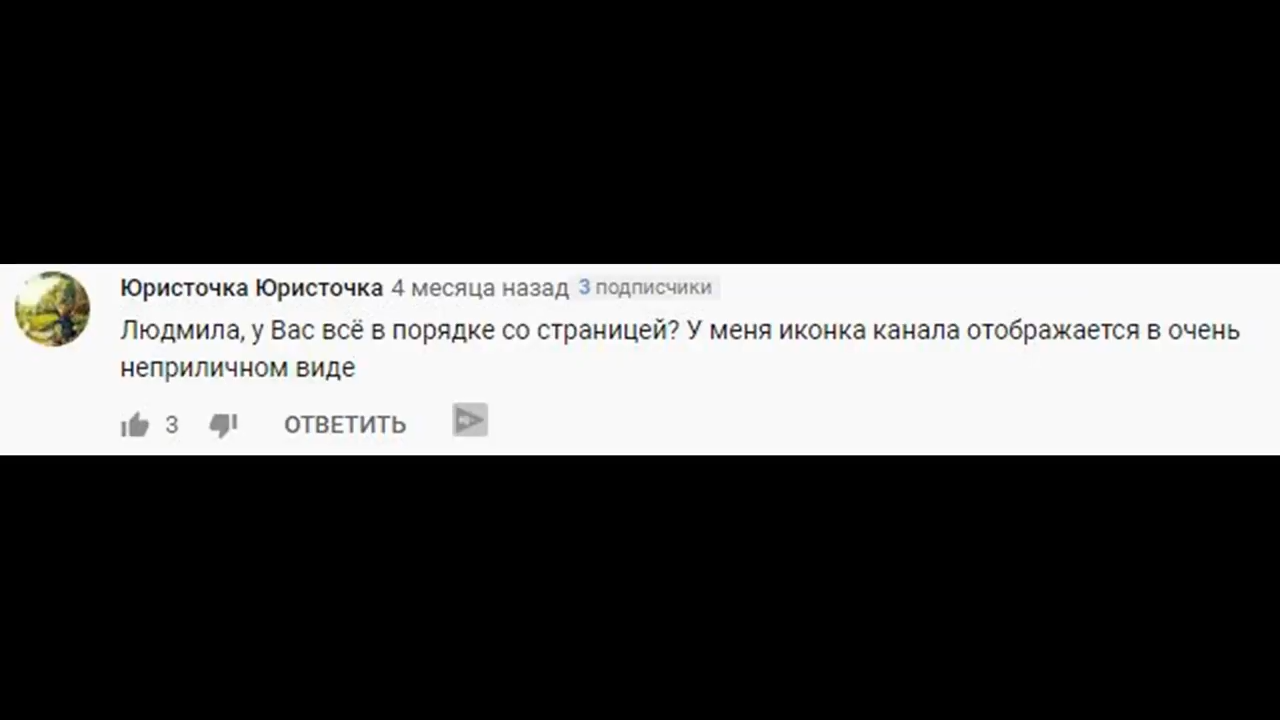 Юристочка Юристочка 4 месяца назад 3 подписчики
Людмила, у Вас всё в порядке со страницей? У меня иконка канала отображается в очень
неприличном виде
3 ОТВЕТИТЬ